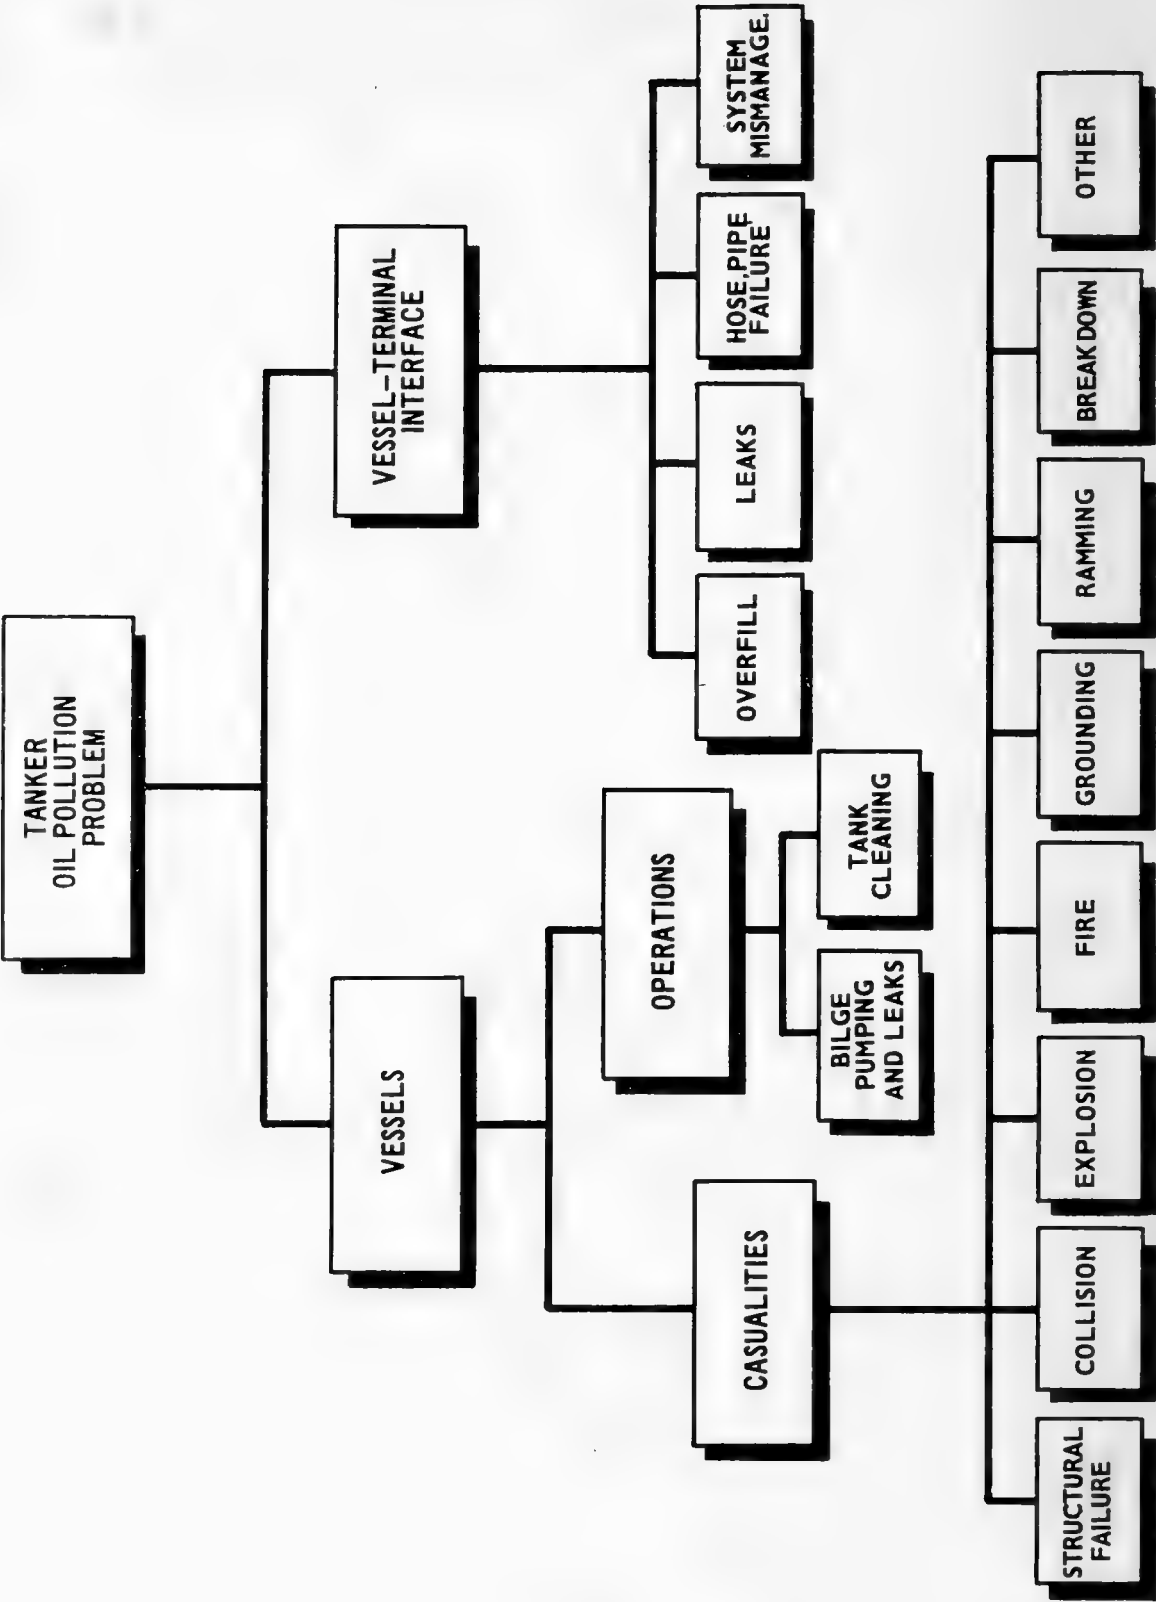 TANKER
OIL POLLUTION
PROBLEM
VESSELS
VESSEL-TERMINAL
INTERFACE
CASUALITIES
OPERATIONS
BILGE
PUMPING
AND LEAKS
TANK
CLEANING
OVERFILL
LEAKS
HOSE,PIPE
FAILURE
SYSTEM
MISMANAGE.
STRUCTURAL
FAILURE
COLLISION
EXPLOSION
FIRE
GROUNDING
RAMMING
BREAKDOWN
OTHER